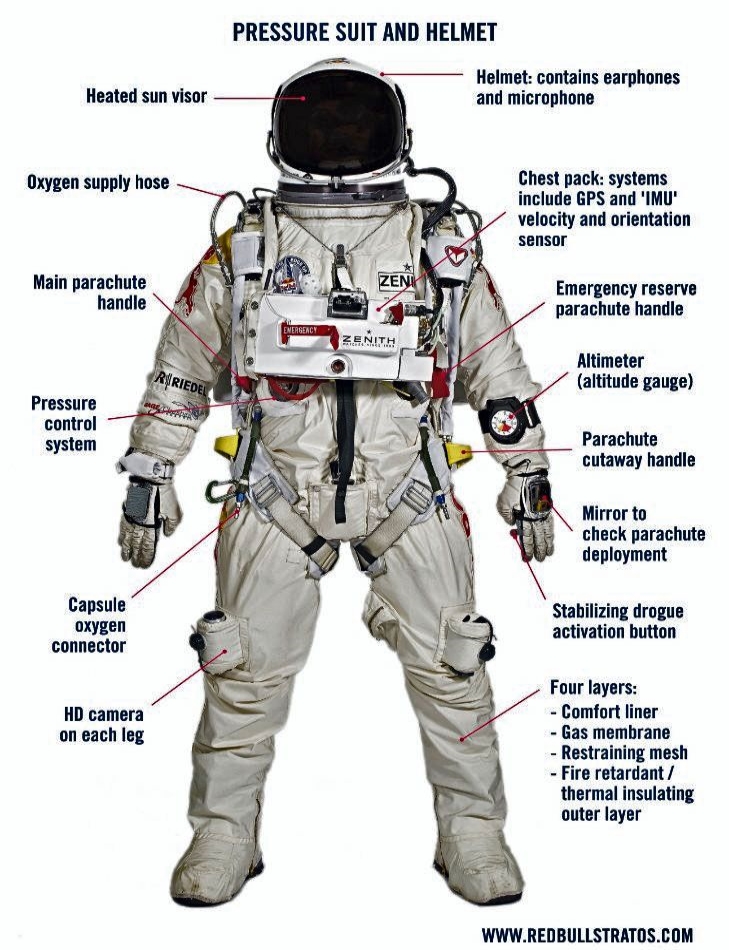 PRESSURE SUIT AND HELMET
Heated sun visor
Helmet: contains earphones
and microphone
Oxygen supply hose
Chest pack: systems
include GPS and 'IMU'
velocity and orientation
sensor
Main parachute
handle
ZENI
Emergency reserve
parachute handle
EMERGENCY
ZENITH
Altimeter
(altitude gauge)
RIEDEL
Pressure
control
system
Parachute
cutaway handle
Mirror to
check parachute
deployment
Capsule
oxygen
connector
Stabilizing drogue
activation button
HD camera
on each leg
Four layers:
- Comfort liner
- Gas membrane
- Restraining mesh
- Fire retardant /
thermal insulating
outer layer
WWW.REDBULLSTRATOS.COM